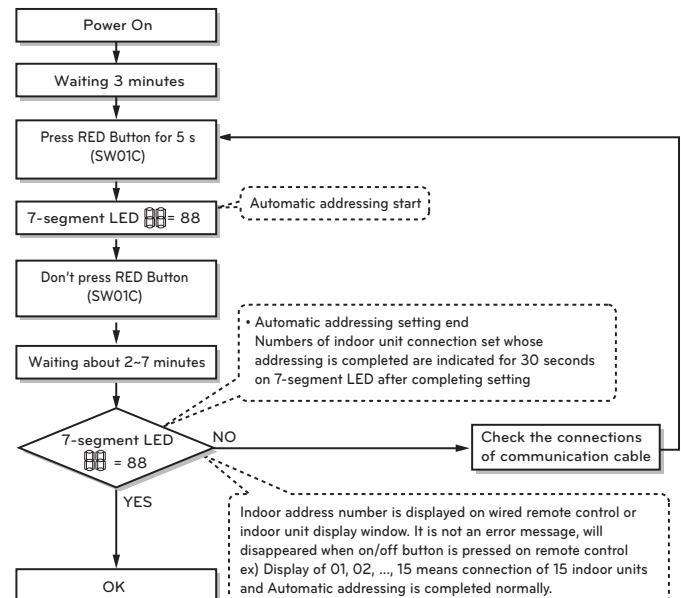 Power On
Waiting 3 minutes
Press RED Button for 5 s
(SW01C)
7-segment LED 88 = 88
Automatic addressing start
Don't press RED Button
(SW01C)
• Automatic addressing setting end
Numbers of indoor unit connection set whose
addressing is completed are indicated for 30 seconds
on 7-segment LED after completing setting
Waiting about 2~7 minutes
7-segment LED
88 = 88
NO
Check the connections
of communication cable
YES
Indoor address number is displayed on wired remote control or
indoor unit display window. It is not an error message, will
disappeared when on/off button is pressed on remote control
ex) Display of 01, 02, ..., 15 means connection of 15 indoor units
and Automatic addressing is completed normally.
OK